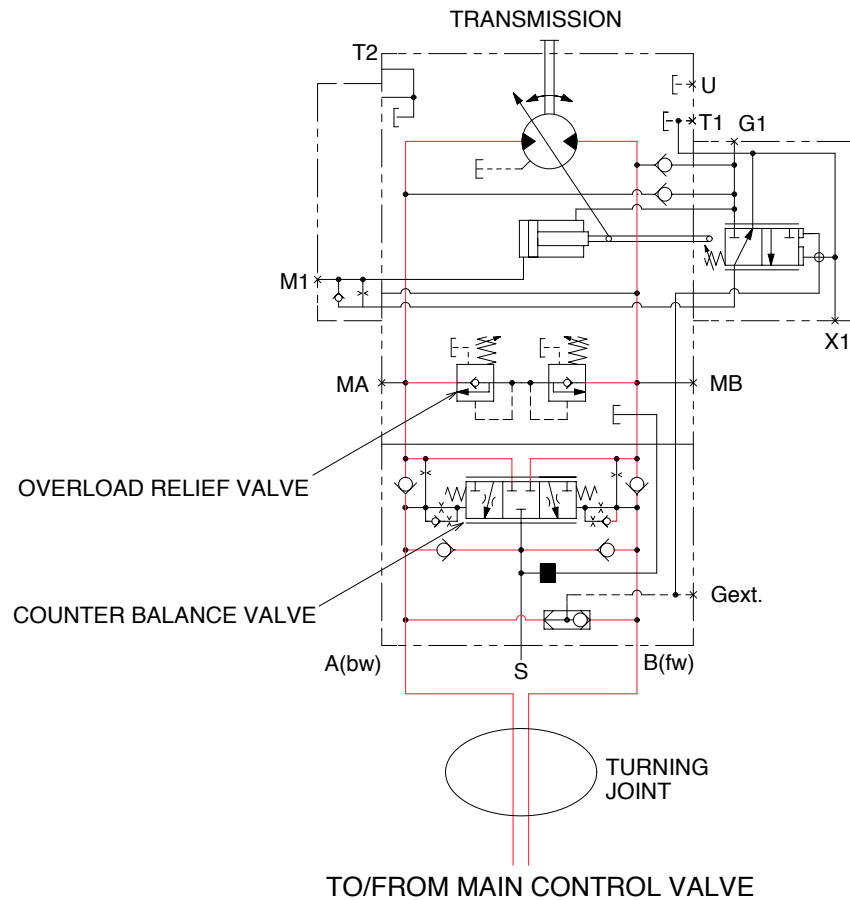 TRANSMISSION
T2
U
T1
G1
M1
X1
MA
MB
OVERLOAD RELIEF VALVE
COUNTER BALANCE VALVE
Gext.
A(bw)
S
B(fw)
TURNING
JOINT
TO/FROM MAIN CONTROL VALVE